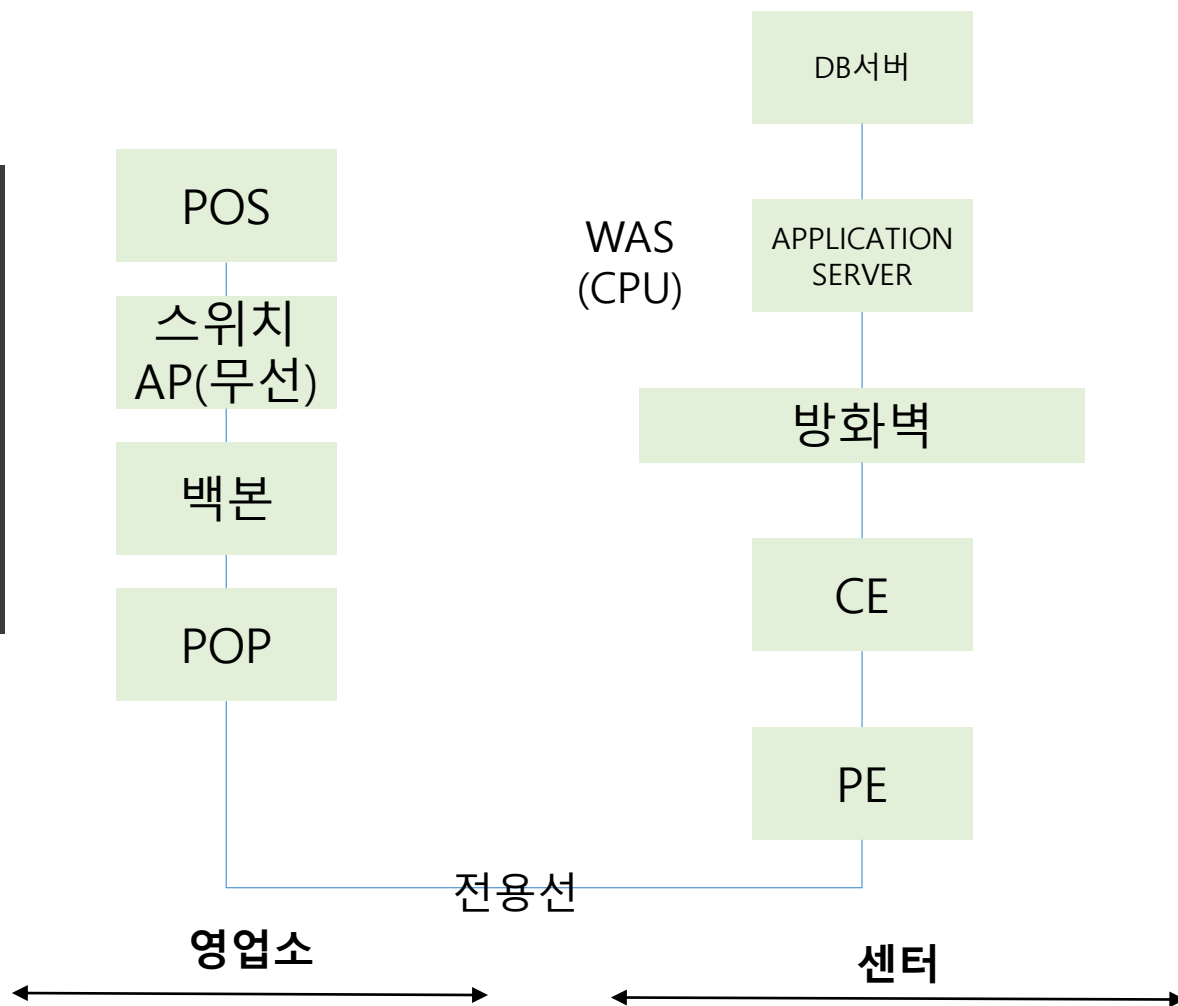 DB서버
POS
WAS
(CPU)
APPLICATION
SERVER
스위치
AP(무선)
방화벽
백본
CE
POP
PE
전용선
영업소
센터